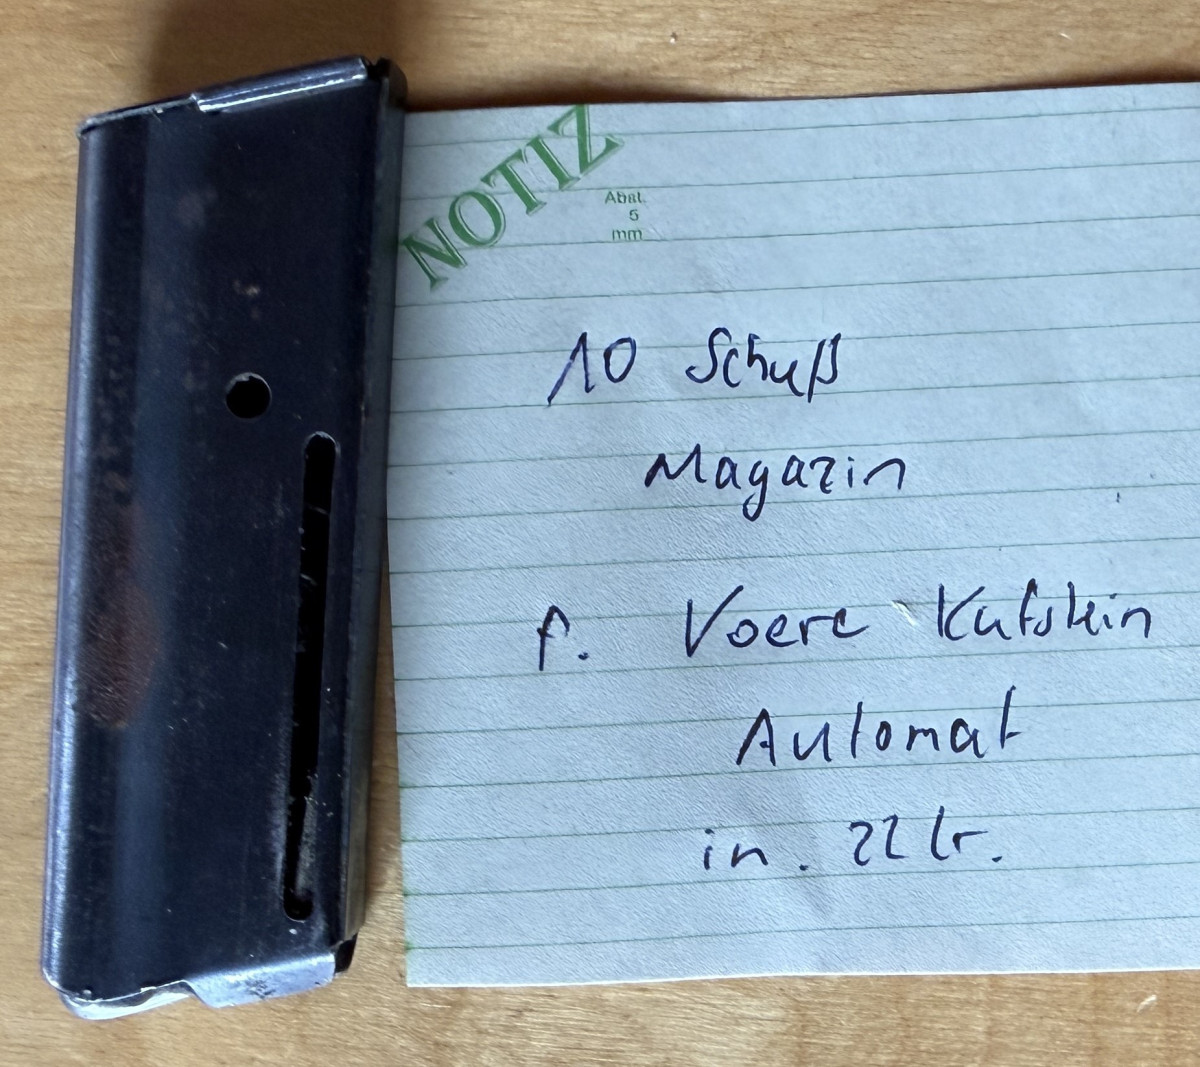 NOTIZ
Abst.
5
mm
10 Schuß
Magazin
f. Voere Kufstein
Automat
in .22 lr.